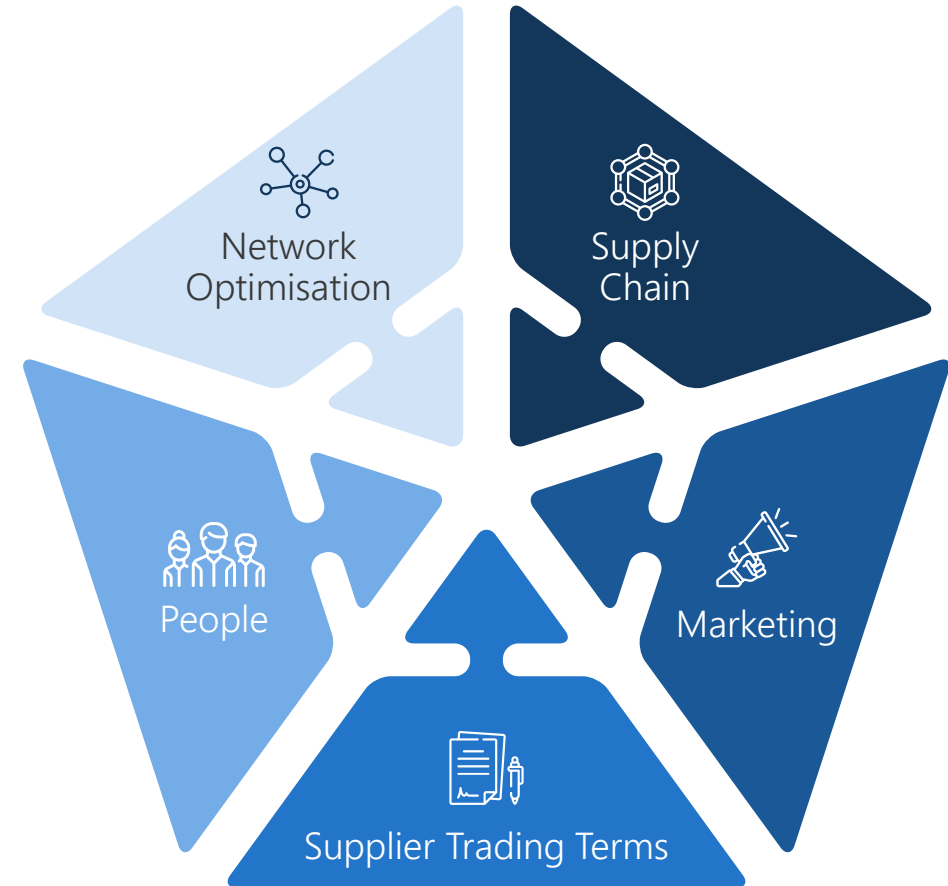 Network
Optimisation
Supply
Chain
People
Marketing
Supplier Trading Terms